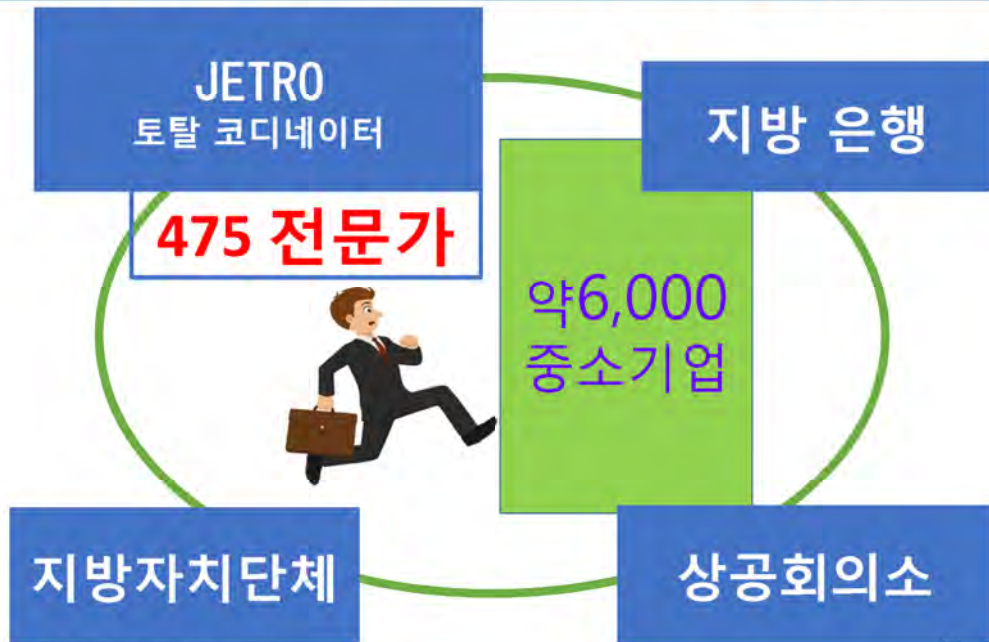 JETRO
토탈 코디네이터
지방 은행
475 전문가
약6,000
중소기업
지방자치단체
상공회의소